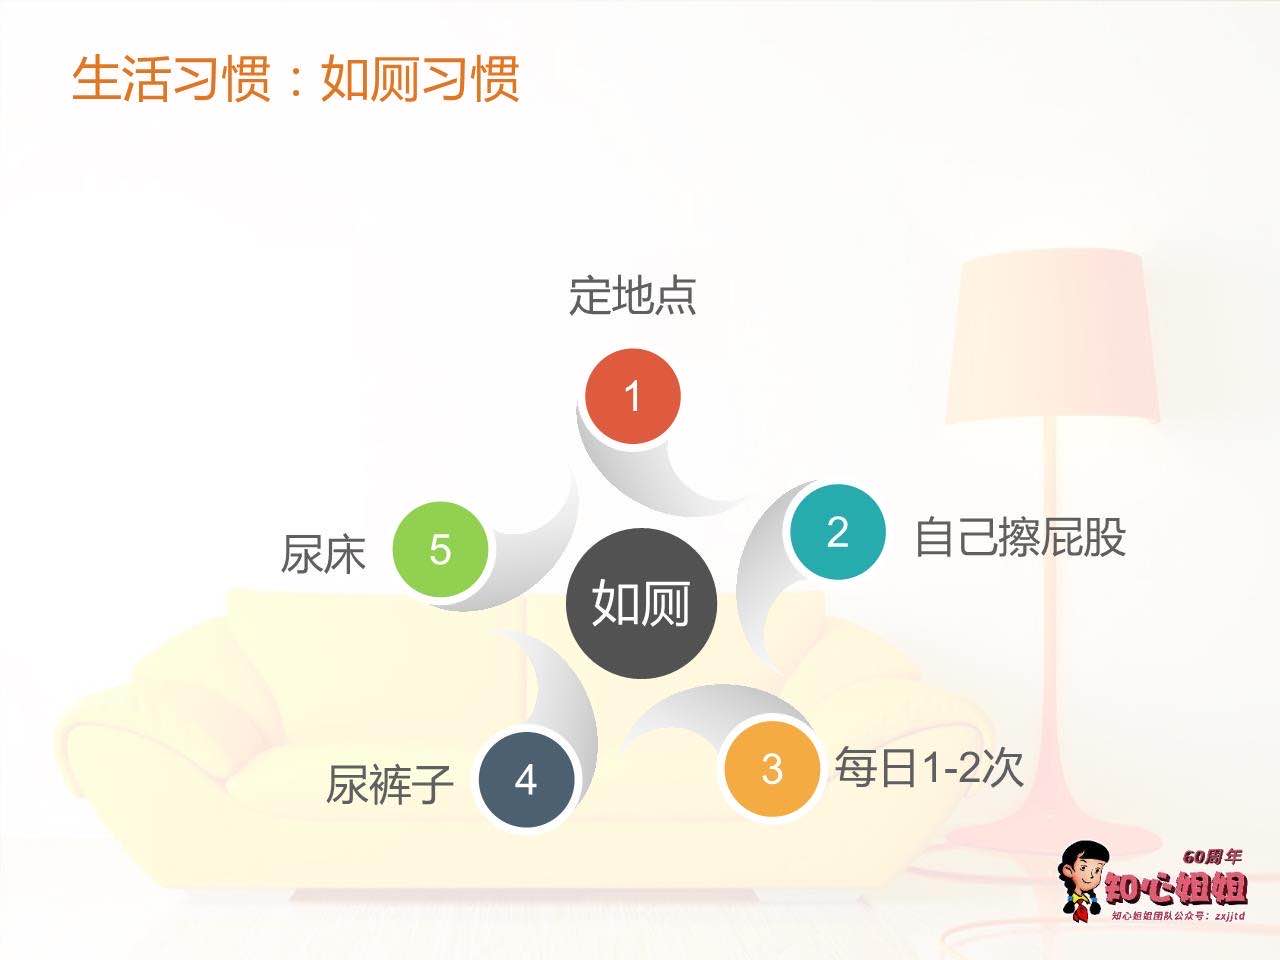 生活习惯：如厕习惯
定地点
1
2
自己擦屁股
5
尿床
如厕
3
每日1-2次
4
尿裤子
60周年
知心姐姐
知心姐姐团队公众号：zxjjtd